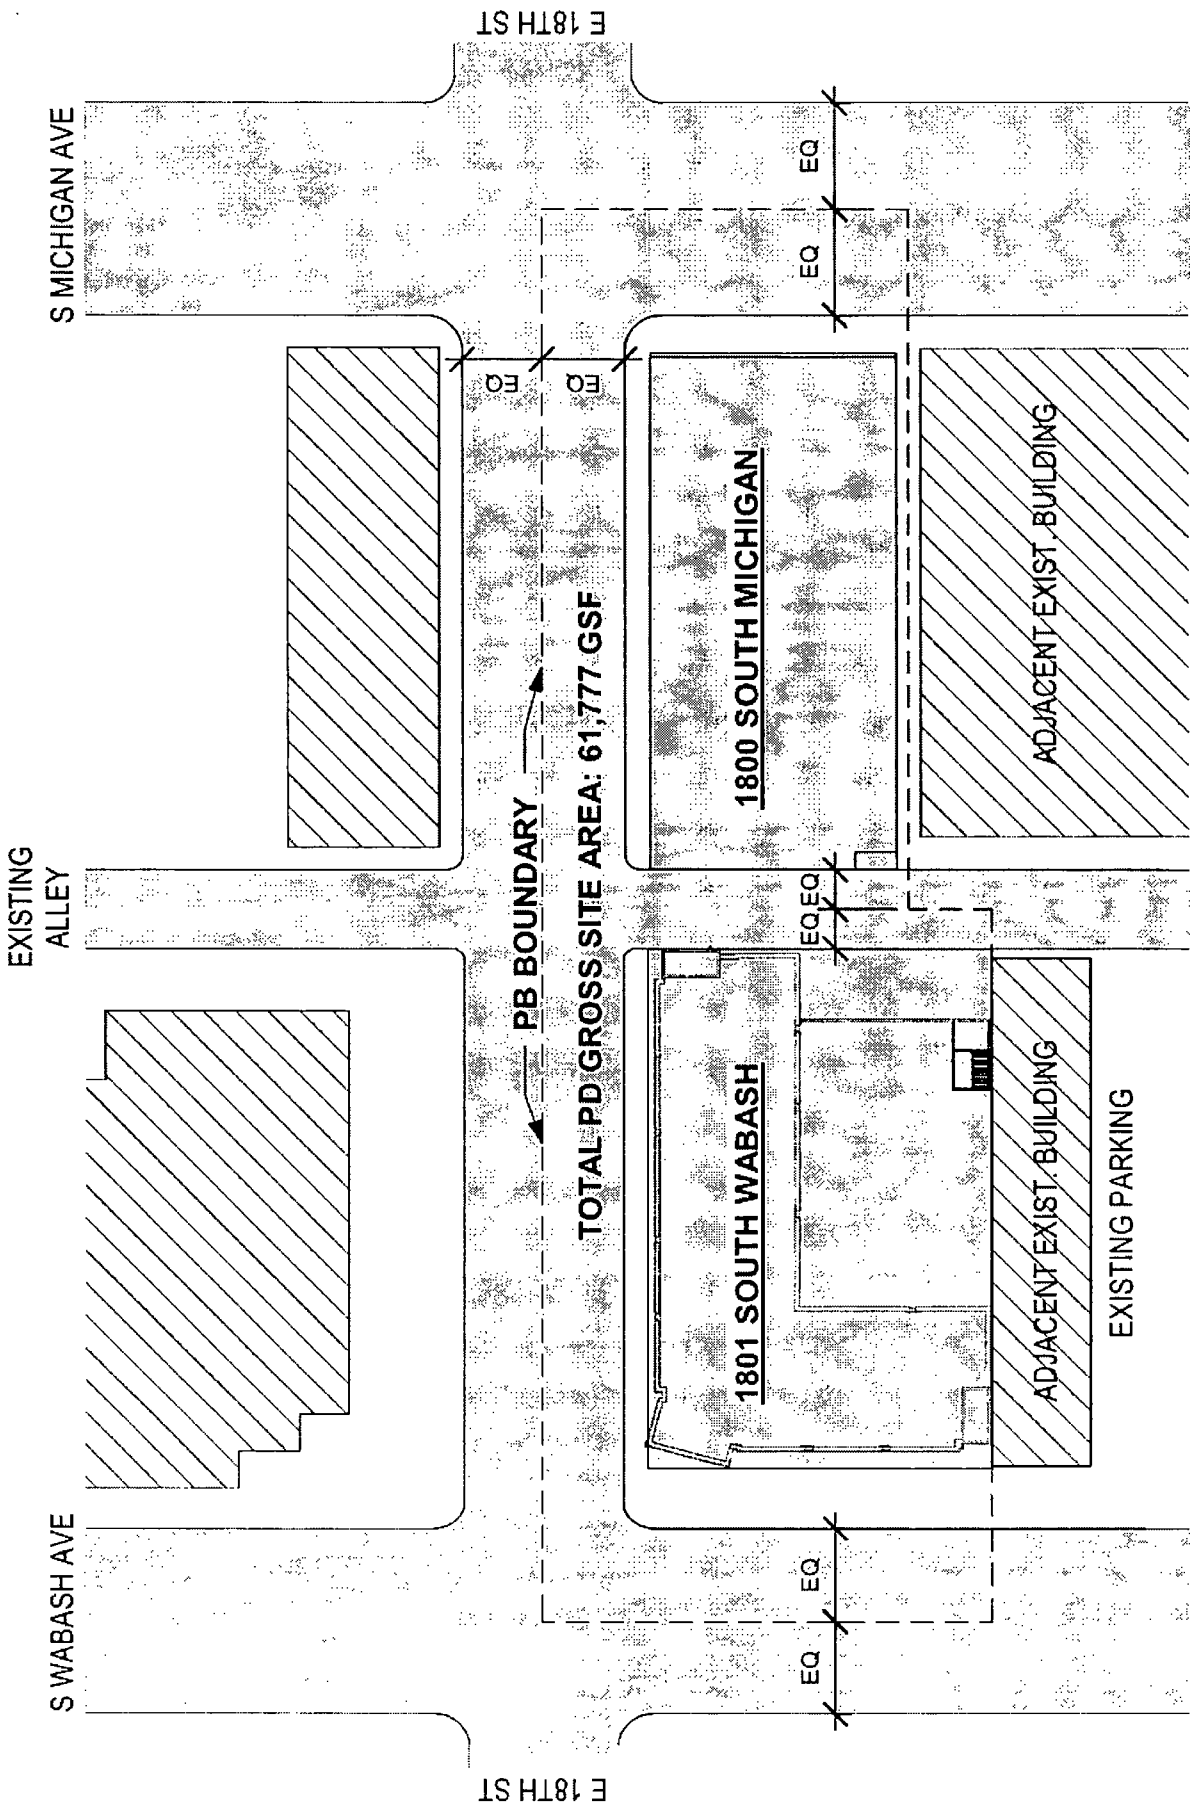 S WABASH AVE
EXISTING
ALLEY
S MICHIGAN AVE
E 18TH ST
E 18TH ST
EQ
EQ
PB BOUNDARY
TOTAL PD GROSS SITE AREA: 61,777 GSF
1801 SOUTH WABASH
1800 SOUTH MICHIGAN
EQ
EQ
EQ
EQ
EQ
EQ
ADJACENT EXIST. BUILDING
ADJACENT EXIST. BUILDING
EXISTING PARKING